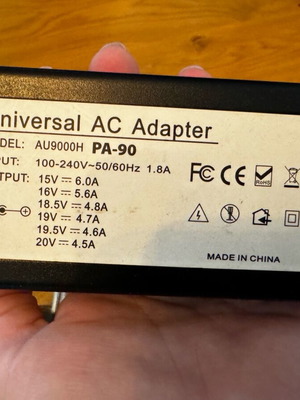 niversal AC Adapter
DEL: AU9000H PA-90
PUT: 100-240V~50/60Hz 1.8A
TPUT: 15V⎓6.0A
16V⎓5.6A
18.5V⎓4.8A
19V⎓4.7A
19.5V⎓4.6A
20V⎓4.5A
FC CE RoHS
MADE IN CHINA